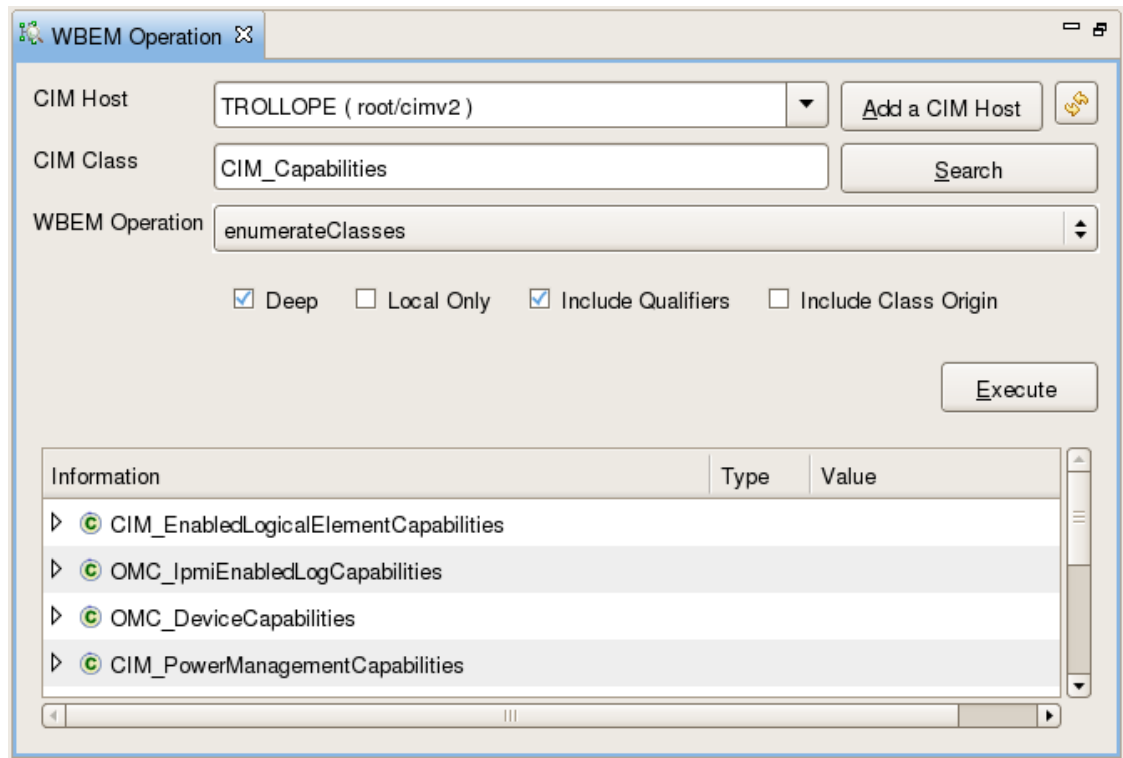 WBEM Operation
CIM Host TROLLOPE ( root/cimv2 ) Add a CIM Host
CIM Class CIM_Capabilities Search
WBEM Operation enumerateClasses
Deep Local Only Include Qualifiers Include Class Origin
Execute
Information Type Value
CIM_EnabledLogicalElementCapabilities
OMC_IpmiEnabledLogCapabilities
OMC_DeviceCapabilities
CIM_PowerManagementCapabilities